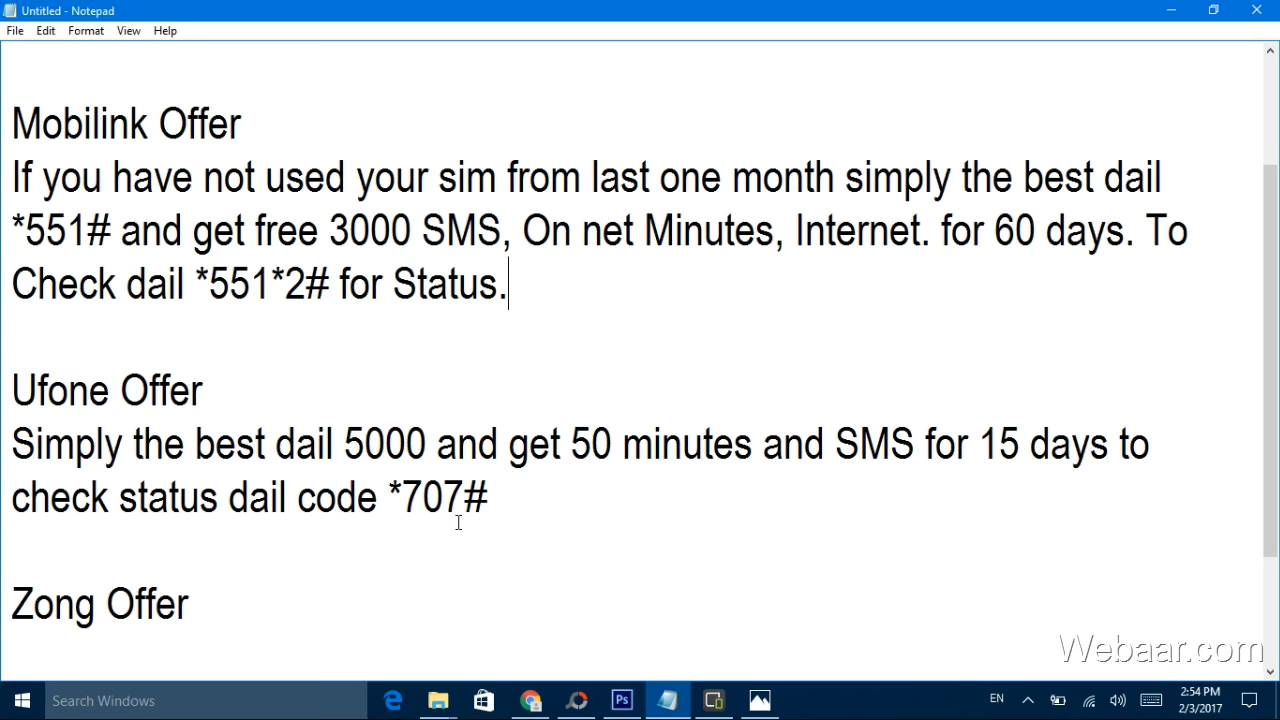 Untitled - Notepad
File Edit Format View Help
Mobilink Offer
If you have not used your sim from last one month simply the best dail
*551# and get free 3000 SMS, On net Minutes, Internet. for 60 days. To
Check dail *551*2# for Status.
Ufone Offer
Simply the best dail 5000 and get 50 minutes and SMS for 15 days to
check status dail code *707#
Zong Offer
Webaar.com
Search Windows
Ps
EN
2:54 PM
2/3/2017